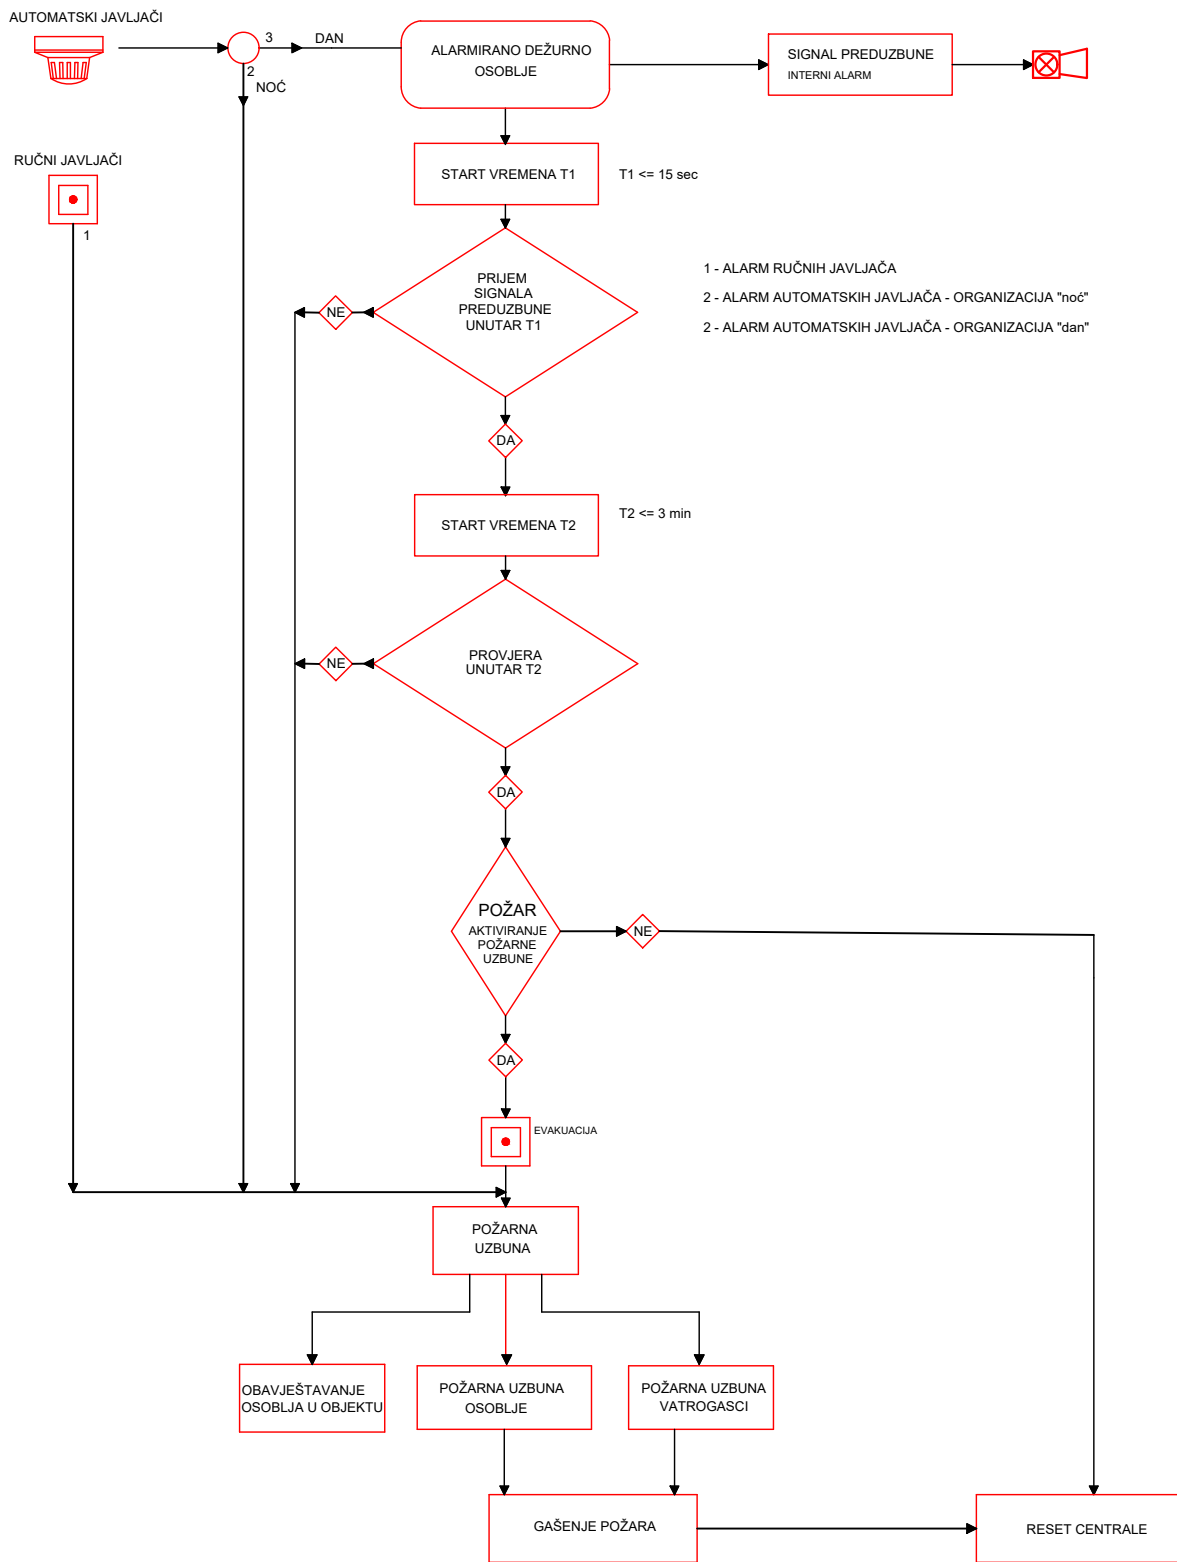 AUTOMATSKI JAVLJAČI
3
DAN
2
NOĆ
ALARMIRANO DEŽURNO
OSOBLJE
SIGNAL PREDUZBUNE
INTERNI ALARM
RUČNI JAVLJAČI
1
START VREMENA T1
T1 <= 15 sec
PRIJEM
SIGNALA
PREDUZBUNE
UNUTAR T1
NE
1 - ALARM RUČNIH JAVLJAČA
2 - ALARM AUTOMATSKIH JAVLJAČA - ORGANIZACIJA "noć"
2 - ALARM AUTOMATSKIH JAVLJAČA - ORGANIZACIJA "dan"
DA
START VREMENA T2
T2 <= 3 min
PROVJERA
UNUTAR T2
NE
DA
POŽAR
AKTIVIRANJE
POŽARNE
UZBUNE
NE
DA
EVAKUACIJA
POŽARNA
UZBUNA
OBAVJEŠTAVANJE
OSOBLJA U OBJEKTU
POŽARNA UZBUNA
OSOBLJE
POŽARNA UZBUNA
VATROGASCI
GAŠENJE POŽARA
RESET CENTRALE